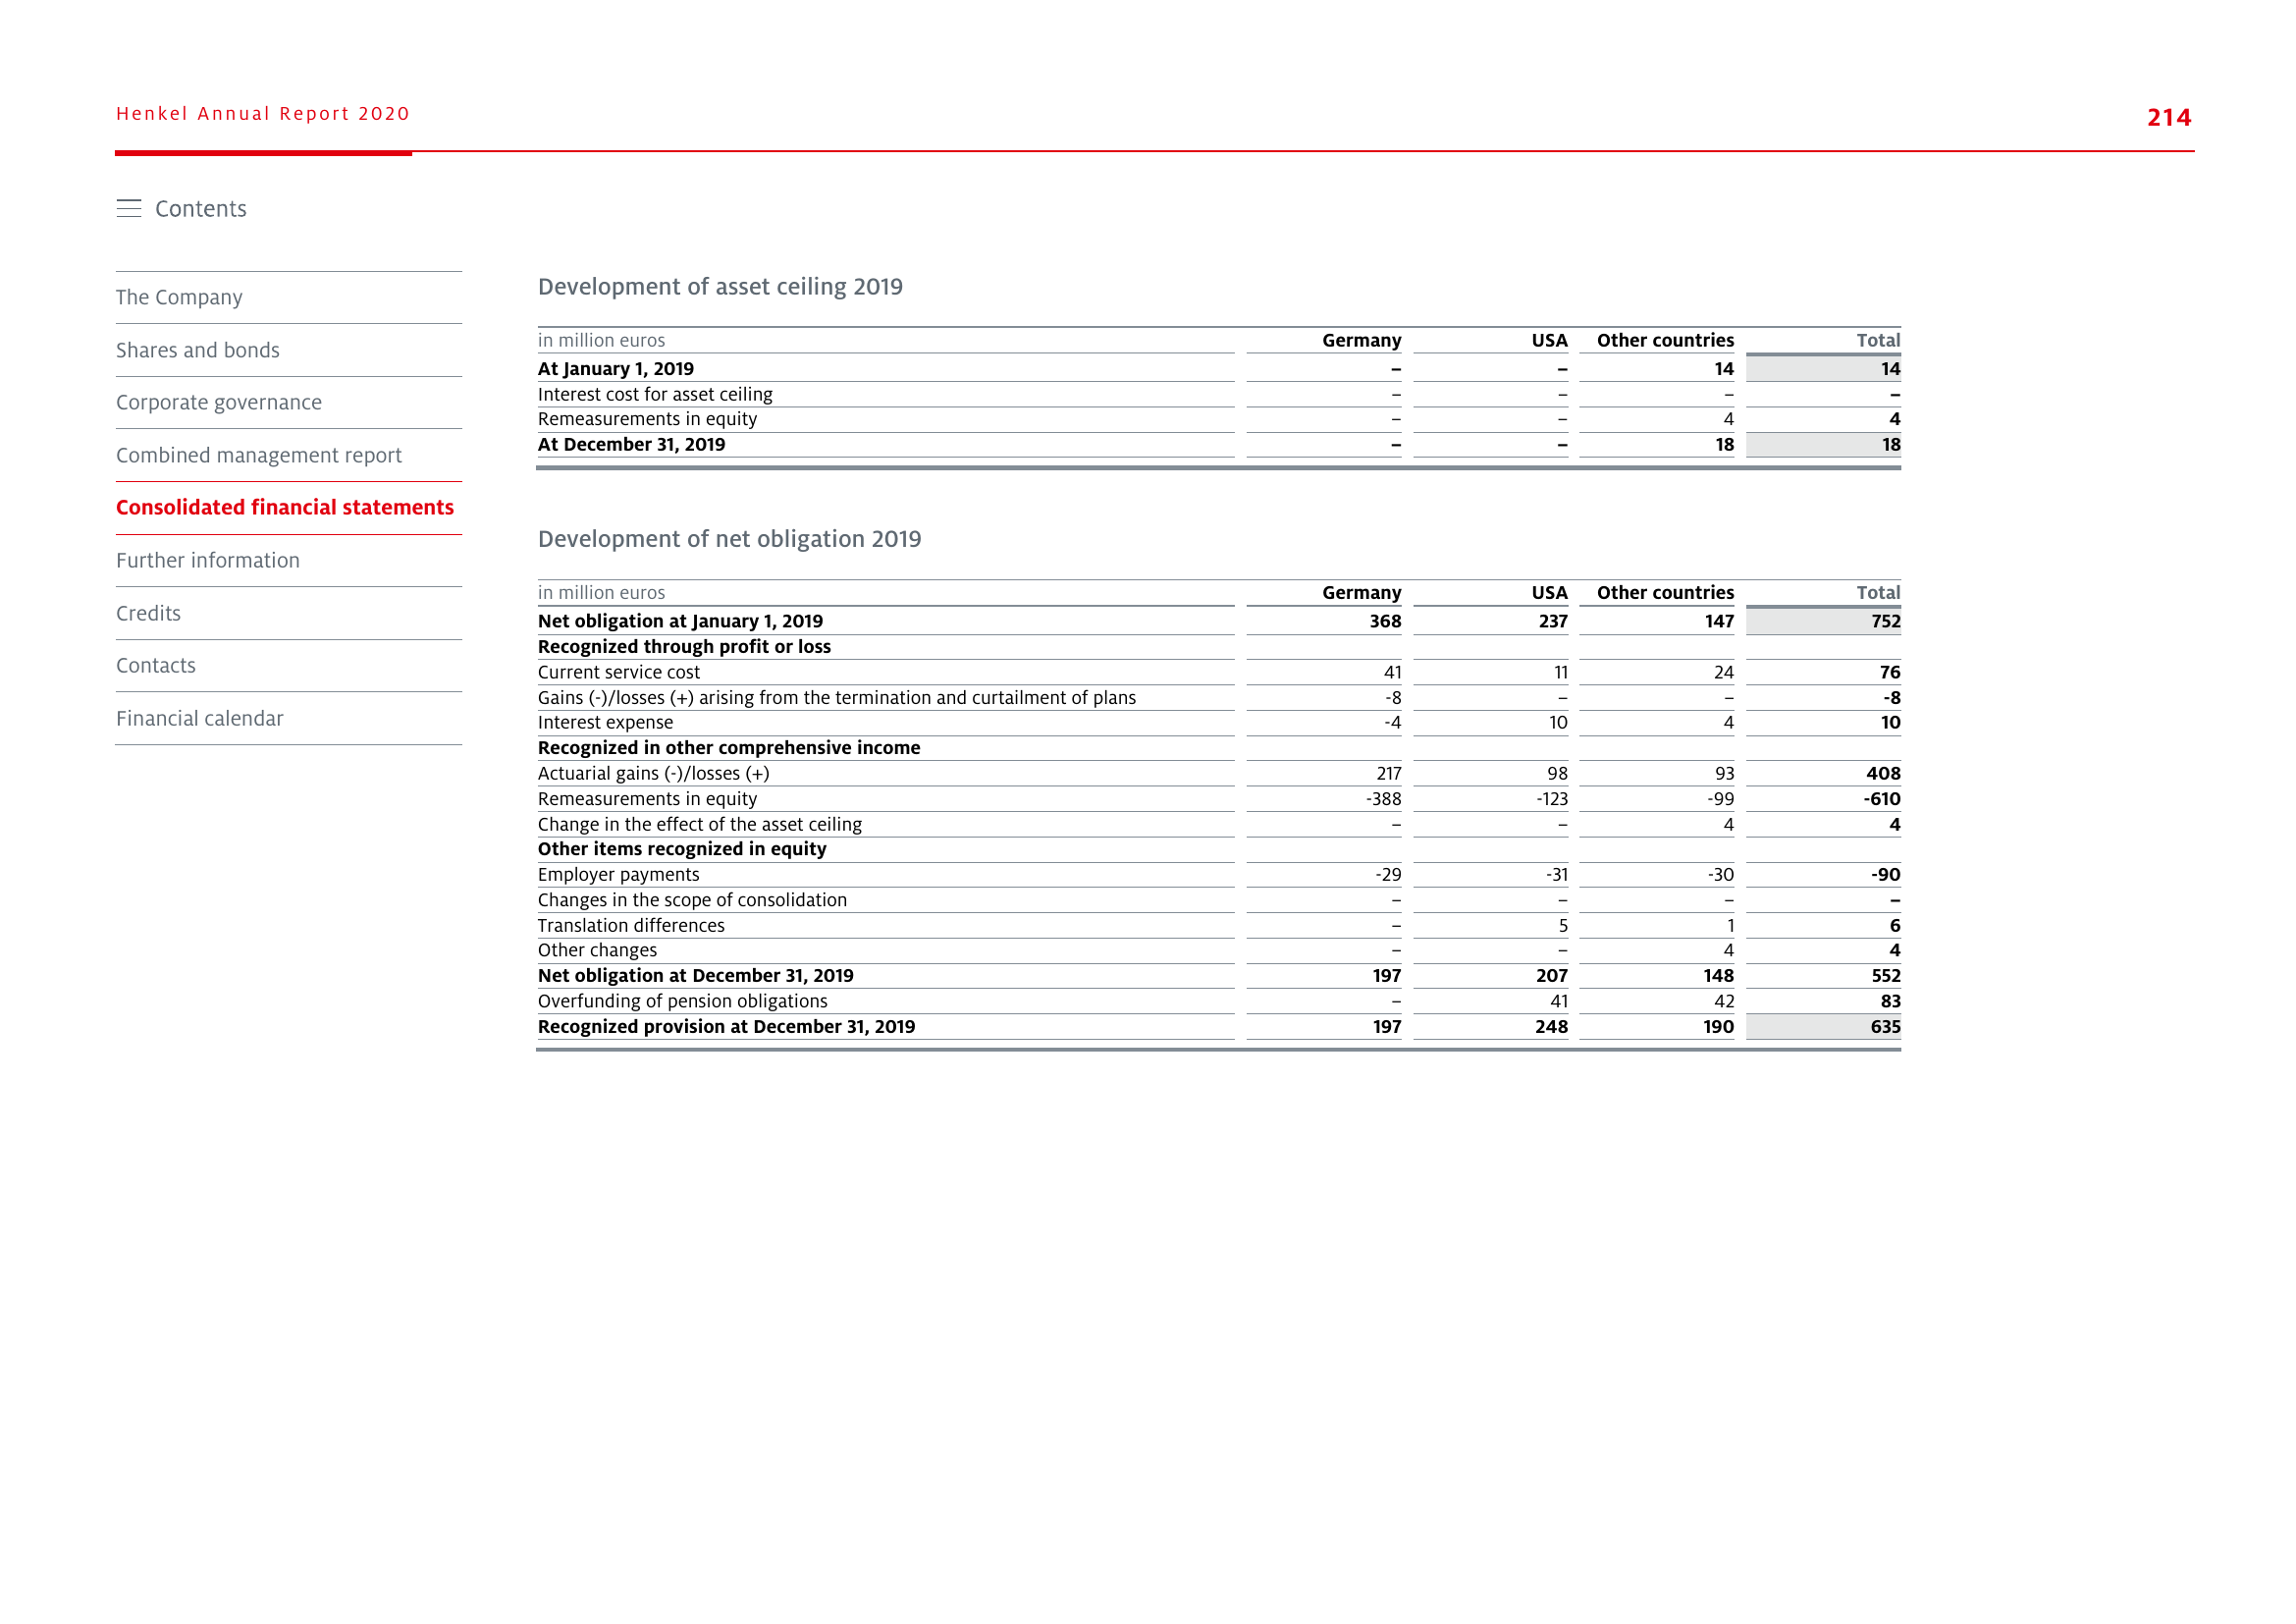 Henkel Annual Report 2020
214
Contents
The Company
Shares and bonds
Corporate governance
Combined management report
Consolidated financial statements
Further information
Credits
Contacts
Financial calendar
Development of asset ceiling 2019
in million euros Germany USA Other countries Total
At January 1, 2019 – – 14 14
Interest cost for asset ceiling – – – –
Remeasurements in equity – – 4 4
At December 31, 2019 – – 18 18
Development of net obligation 2019
in million euros Germany USA Other countries Total
Net obligation at January 1, 2019 368 237 147 752
Recognized through profit or loss
Current service cost 41 11 24 76
Gains (-)/losses (+) arising from the termination and curtailment of plans -8 – – -8
Interest expense -4 10 4 10
Recognized in other comprehensive income
Actuarial gains (-)/losses (+) 217 98 93 408
Remeasurements in equity -388 -123 -99 -610
Change in the effect of the asset ceiling – – 4 4
Other items recognized in equity
Employer payments -29 -31 -30 -90
Changes in the scope of consolidation – – – –
Translation differences – 5 1 6
Other changes – – 4 4
Net obligation at December 31, 2019 197 207 148 552
Overfunding of pension obligations – 41 42 83
Recognized provision at December 31, 2019 197 248 190 635